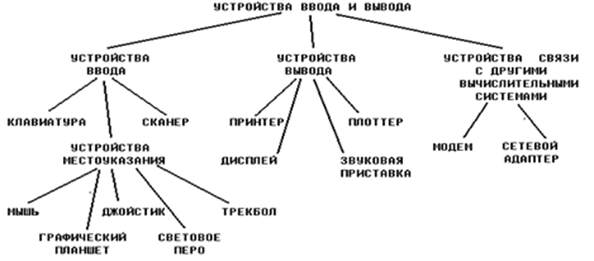 УСТРОЙСТВА ВВОДА И ВЫВОДА
УСТРОЙСТВА
ВВОДА
УСТРОЙСТВА
ВЫВОДА
УСТРОЙСТВА СВЯЗИ
С ДРУГИМИ
ВЫЧИСЛИТЕЛЬНЫМИ
СИСТЕМАМИ
КЛАВИАТУРА
СКАНЕР
ПРИНТЕР
ПЛОТТЕР
УСТРОЙСТВА
МЕСТОУКАЗАНИЯ
ДИСПЛЕЙ
ЗВУКОВАЯ
ПРИСТАВКА
МОДЕМ
СЕТЕВОЙ
АДАПТЕР
МЫШЬ
ДЖОЙСТИК
ТРЕКБОЛ
ГРАФИЧЕСКИЙ
ПЛАНШЕТ
СВЕТОВОЕ
ПЕРО